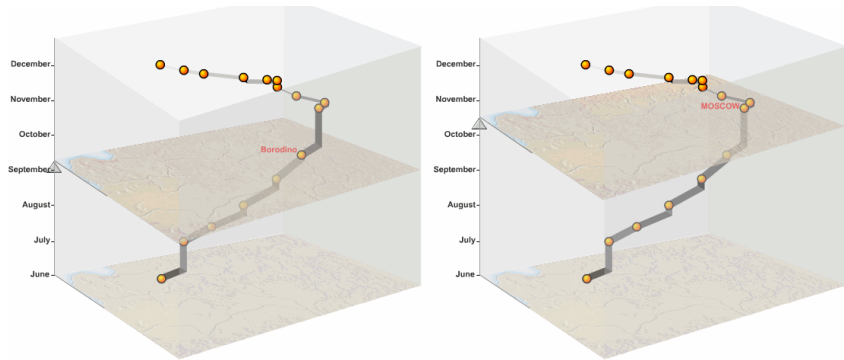 December
November
October
September
August
July
June
Borodino
December
November
October
September
August
July
June
MOSCOW